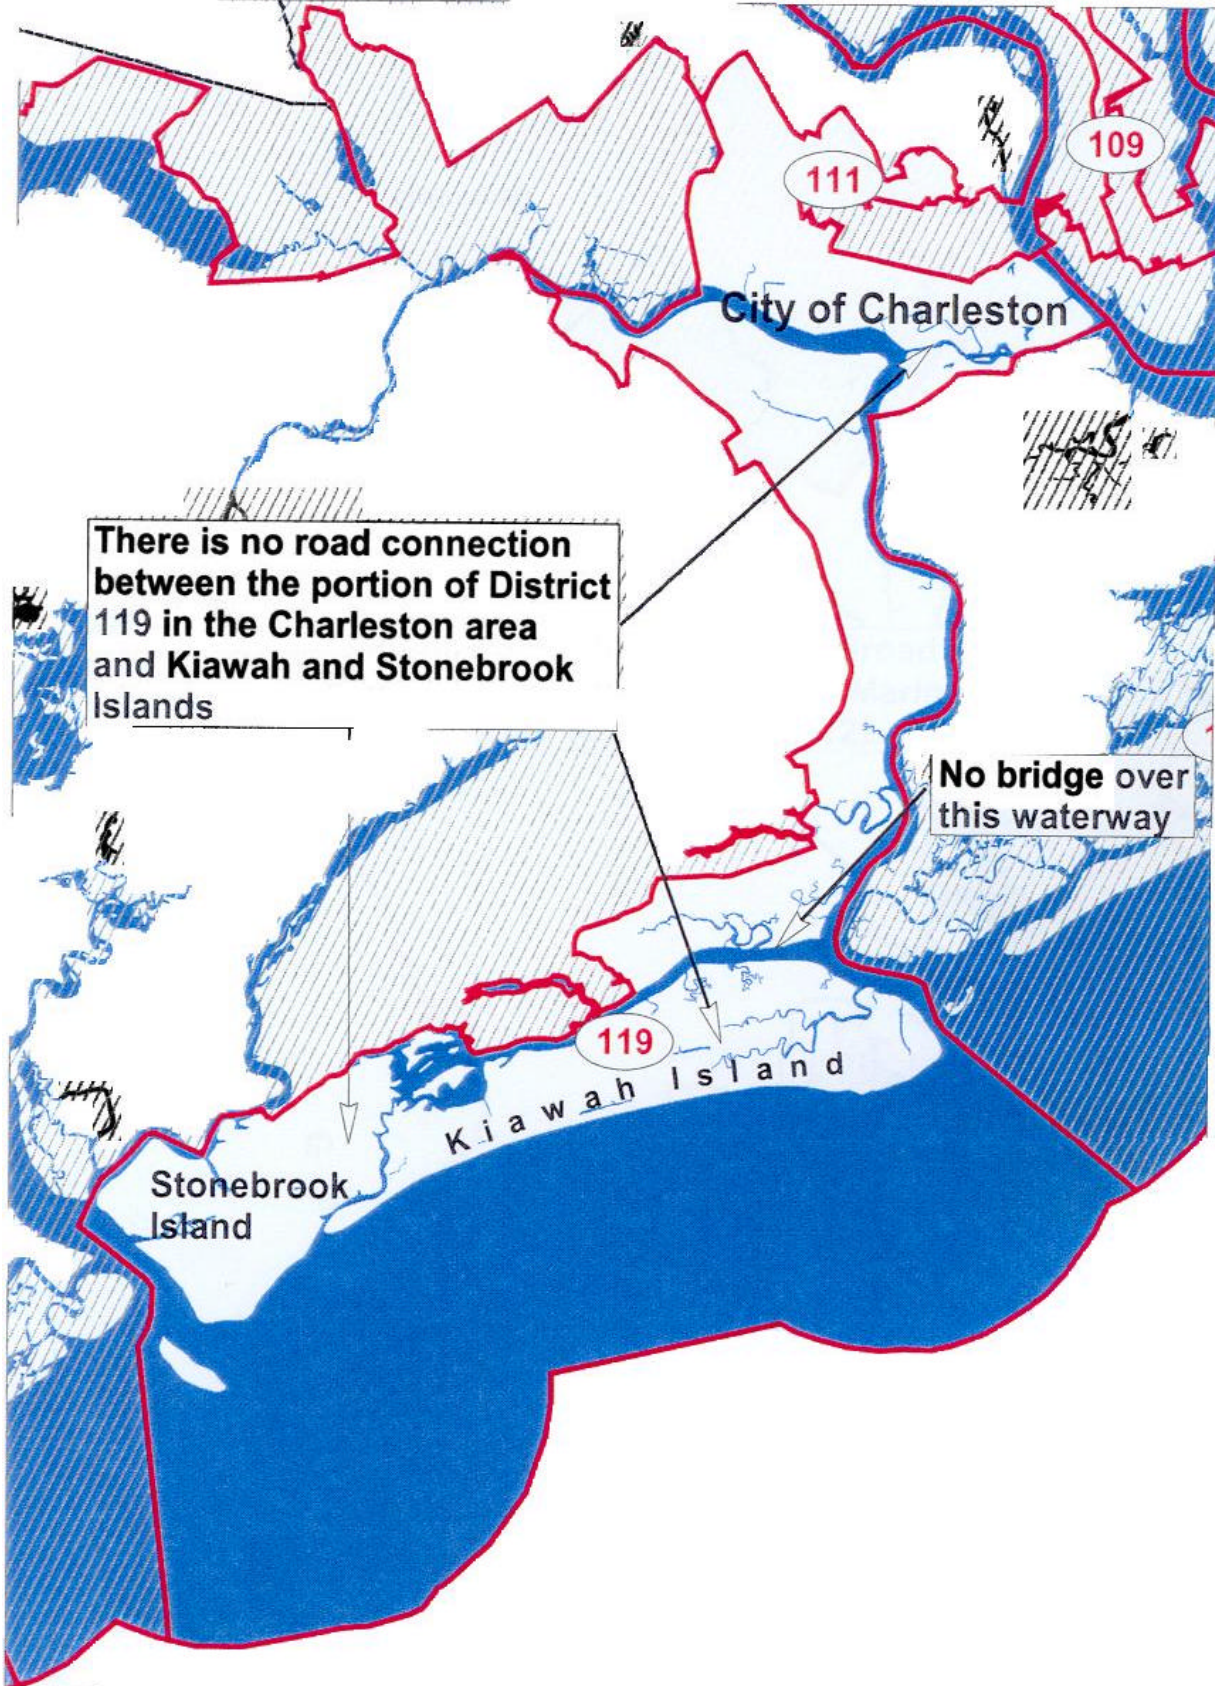 109
111
City of Charleston
There is no road connection
between the portion of District
119 in the Charleston area
and Kiawah and Stonebrook
Islands
No bridge over
this waterway
119
Kiawah Island
Stonebrook
Island